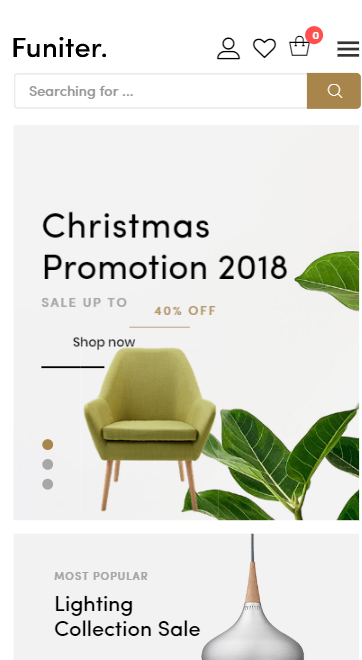 Funiter.
0
Searching for ...
Christmas
Promotion 2018
SALE UP TO
40% OFF
Shop now
MOST POPULAR
Lighting
Collection Sale